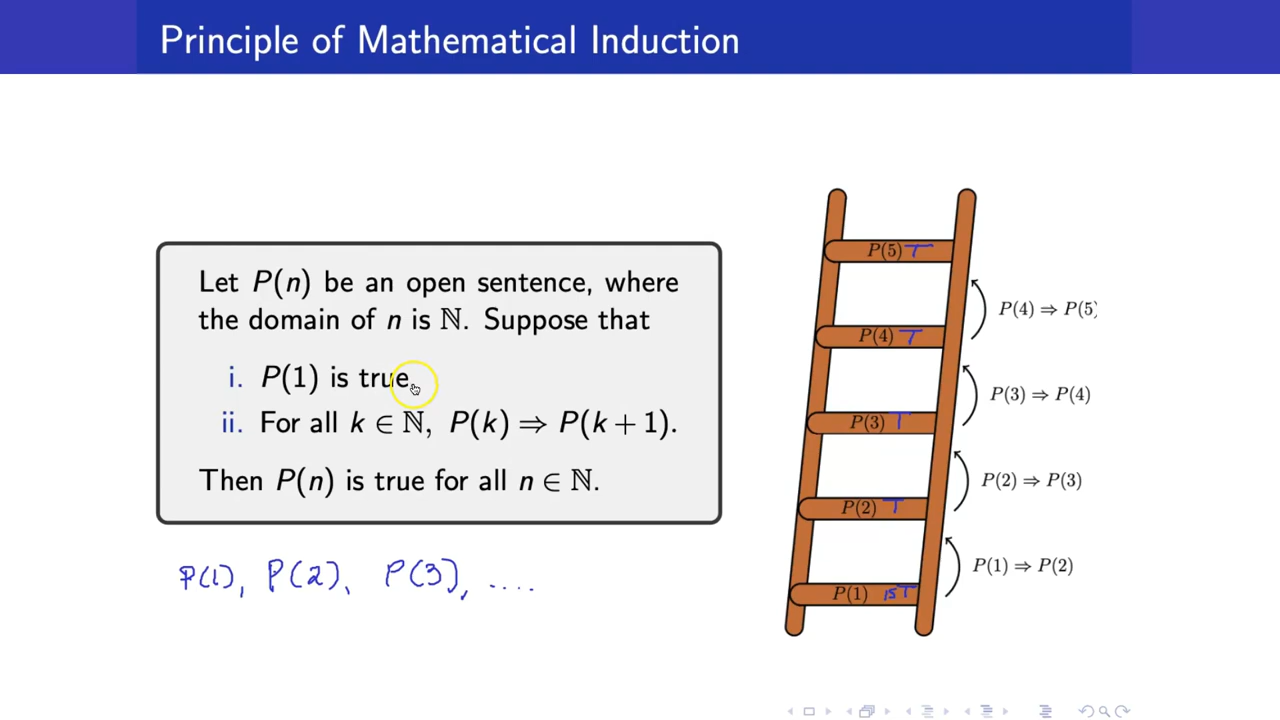 Principle of Mathematical Induction
Let P(n) be an open sentence, where
the domain of n is ℕ. Suppose that
i. P(1) is true.
ii. For all k ∈ ℕ, P(k) ⇒ P(k + 1).
Then P(n) is true for all n ∈ ℕ.
P(1), P(2), P(3), ....
P(5) T
P(4) ⇒ P(5)
P(4) T
P(3) ⇒ P(4)
P(3) T
P(2) ⇒ P(3)
P(2) T
P(1) ⇒ P(2)
P(1) is T